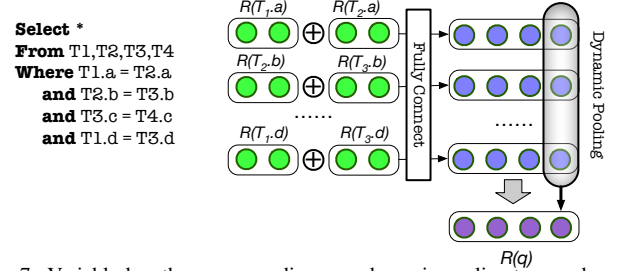 Select *
From T1,T2,T3,T4
Where T1.a = T2.a
and T2.b = T3.b
and T3.c = T4.c
and T1.d = T3.d
R(T1.a) ⊕ R(T2.a)
R(T2.b) ⊕ R(T3.b)
......
R(T1.d) ⊕ R(T3.d)
Fully Connect
......
Dynamic Pooling
R(q)